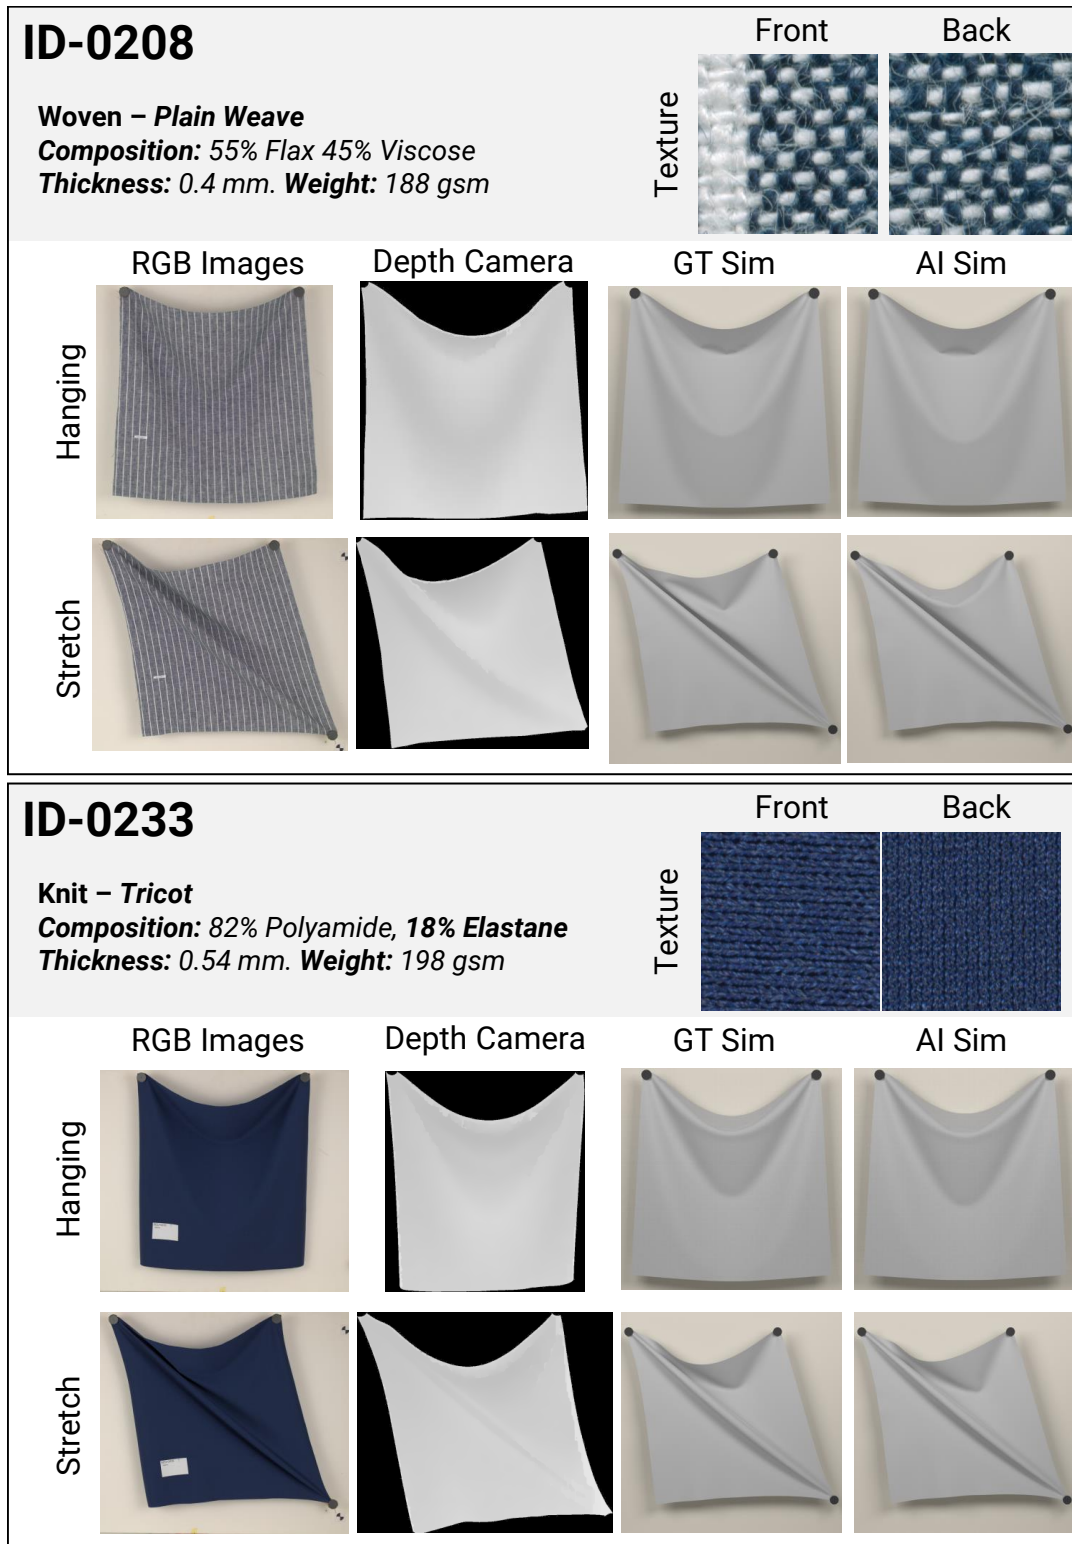 ID-0208
Front Back
Woven – Plain Weave
Composition: 55% Flax 45% Viscose
Thickness: 0.4 mm. Weight: 188 gsm
Texture
RGB Images Depth Camera GT Sim AI Sim
Hanging
Stretch
ID-0233
Front Back
Knit – Tricot
Composition: 82% Polyamide, 18% Elastane
Thickness: 0.54 mm. Weight: 198 gsm
Texture
RGB Images Depth Camera GT Sim AI Sim
Hanging
Stretch